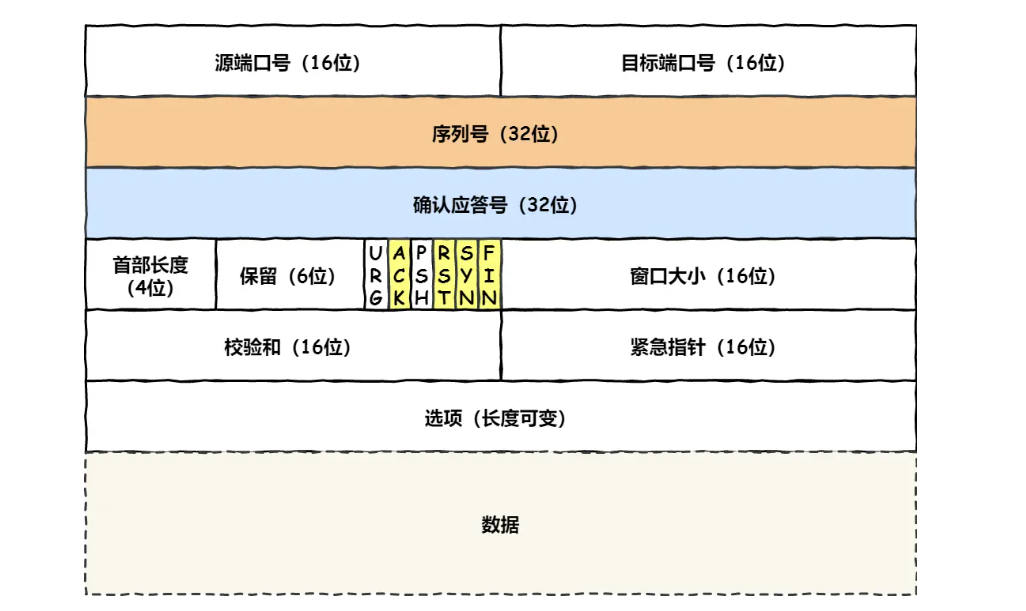 源端口号（16位）
目标端口号（16位）
序列号（32位）
确认应答号（32位）
首部长度
（4位）
保留（6位）
URG
ACK
PSH
RST
SYN
FIN
窗口大小（16位）
校验和（16位）
紧急指针（16位）
选项（长度可变）
数据